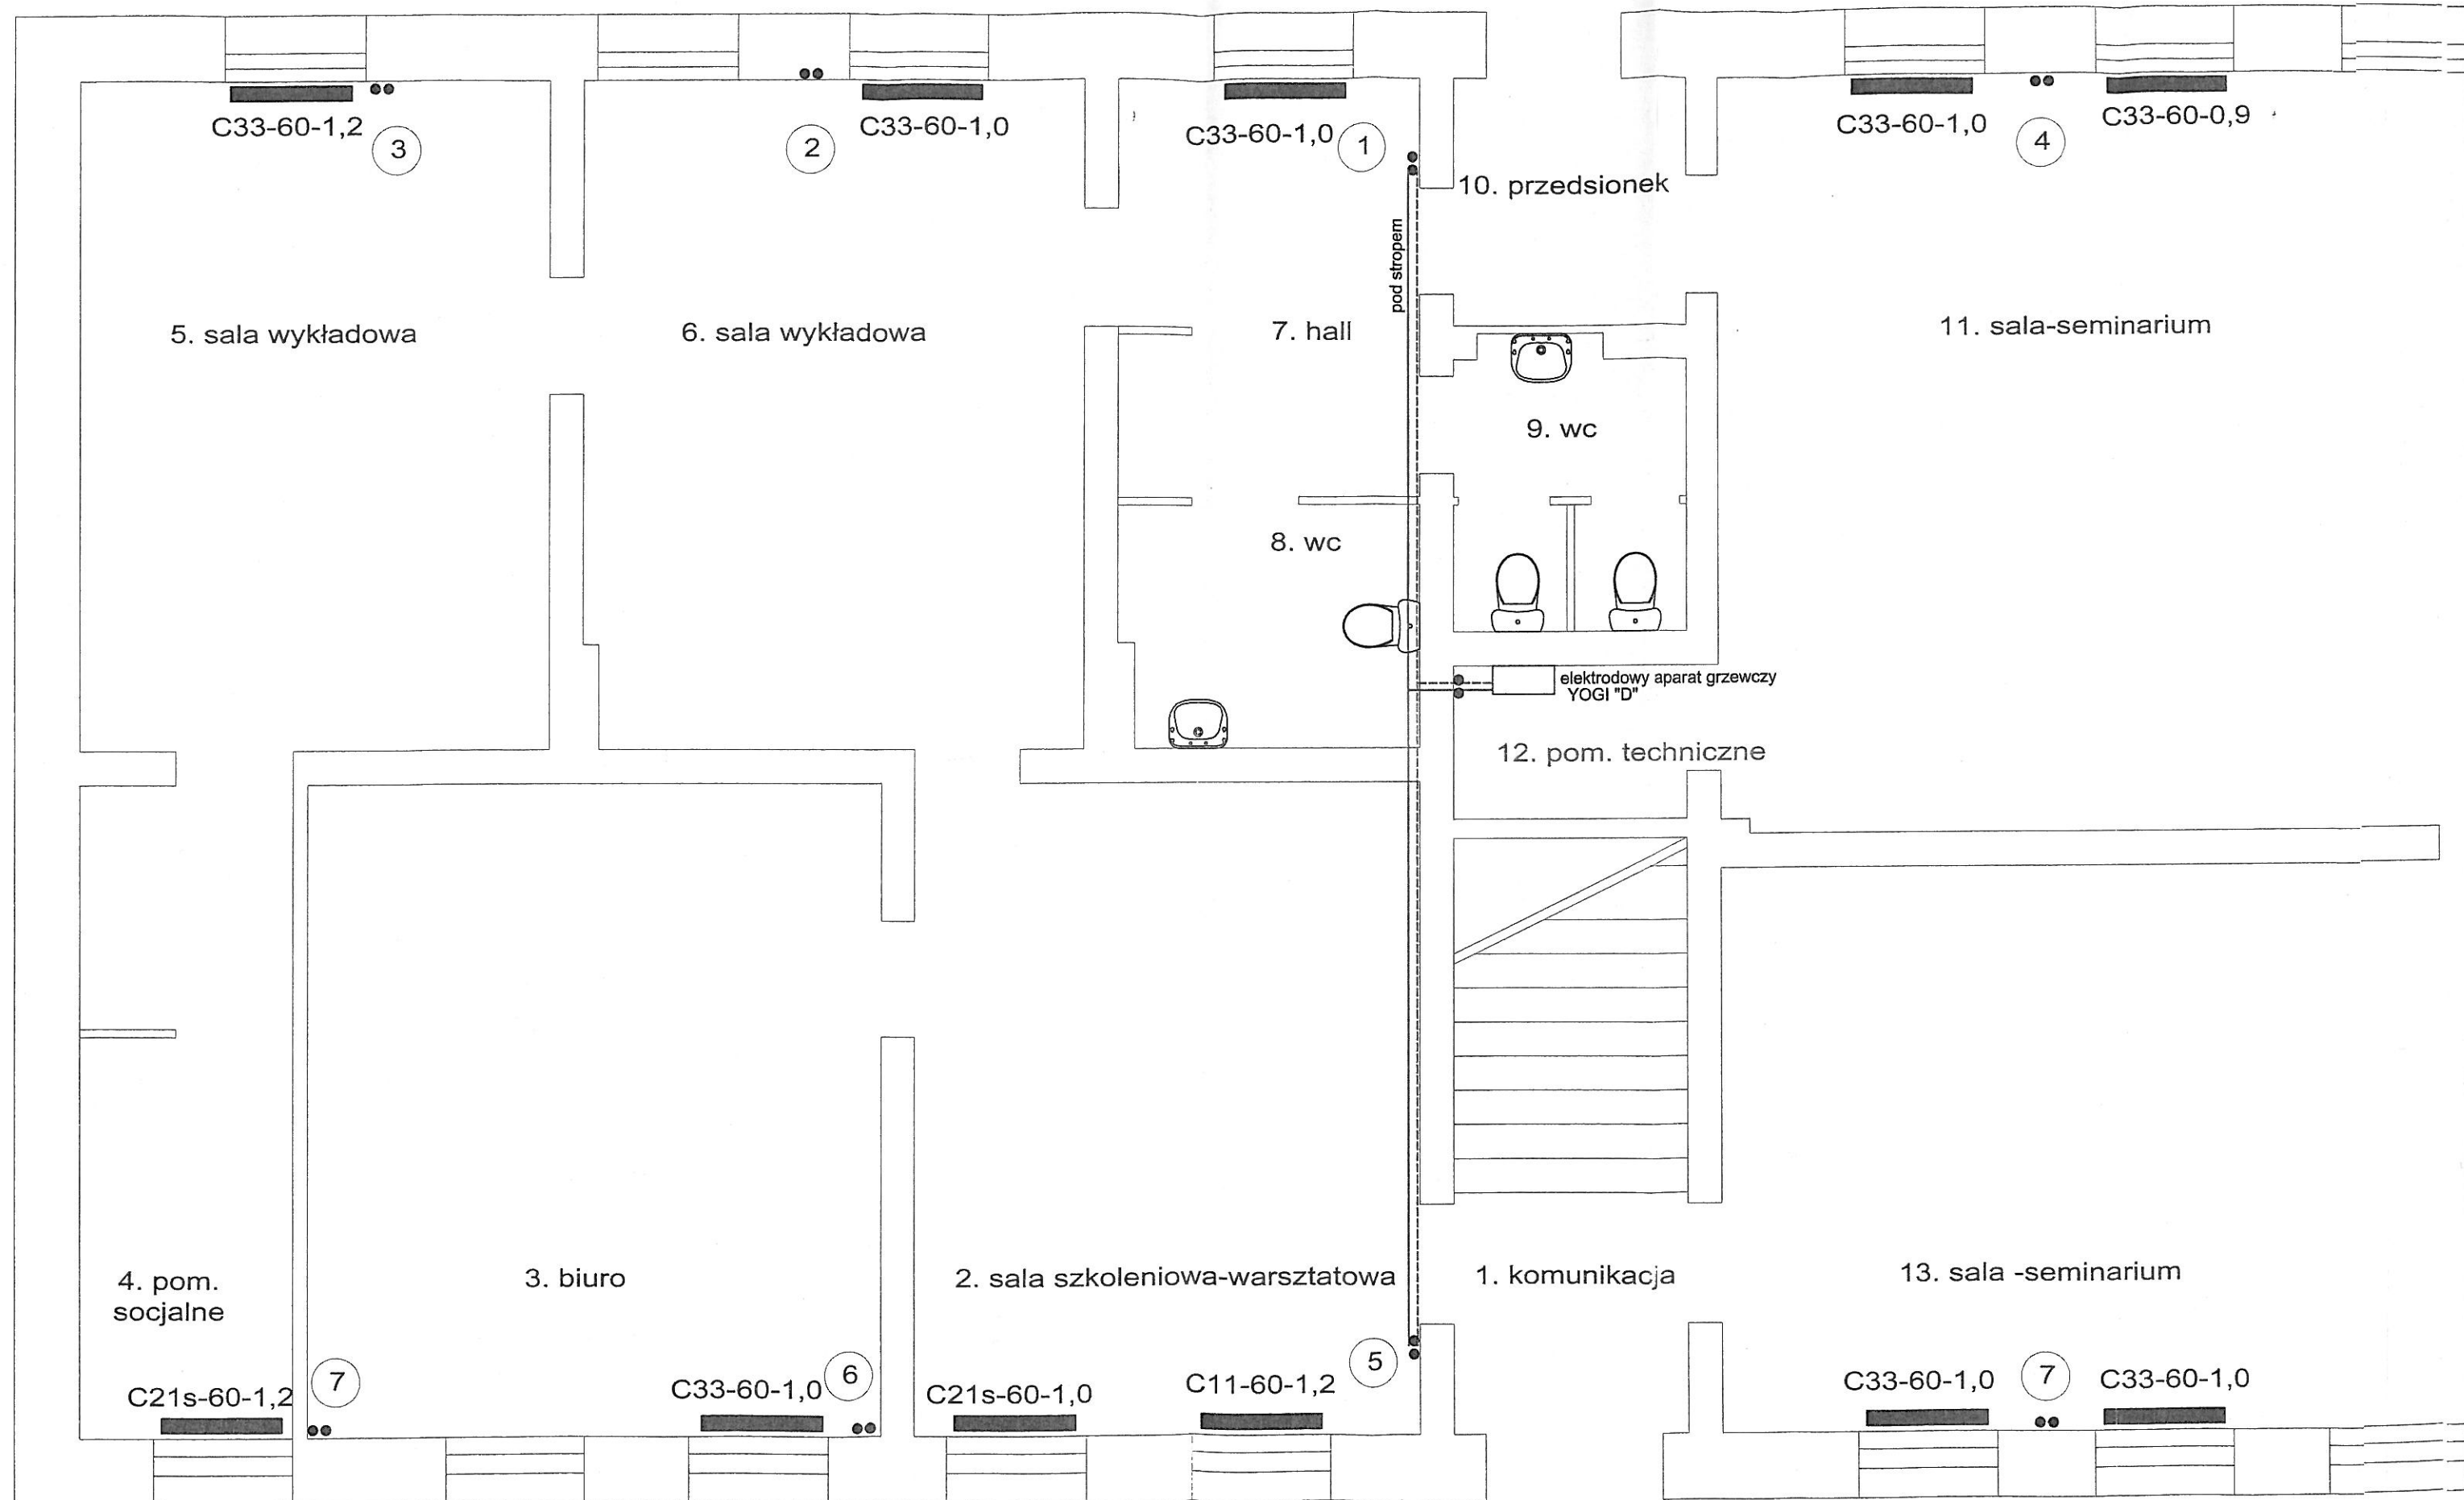 C33-60-1,2
3
2
C33-60-1,0
C33-60-1,0
1
C33-60-1,0
4
C33-60-0,9
10. przedsionek
pod stropem
5. sala wykładowa
6. sala wykładowa
7. hall
11. sala-seminarium
9. wc
8. wc
elektrodowy aparat grzewczy
YOGI "D"
12. pom. techniczne
4. pom.
socjalne
3. biuro
2. sala szkoleniowa-warsztatowa
1. komunikacja
13. sala -seminarium
C21s-60-1,2
7
C33-60-1,0
6
C21s-60-1,0
C11-60-1,2
5
C33-60-1,0
7
C33-60-1,0